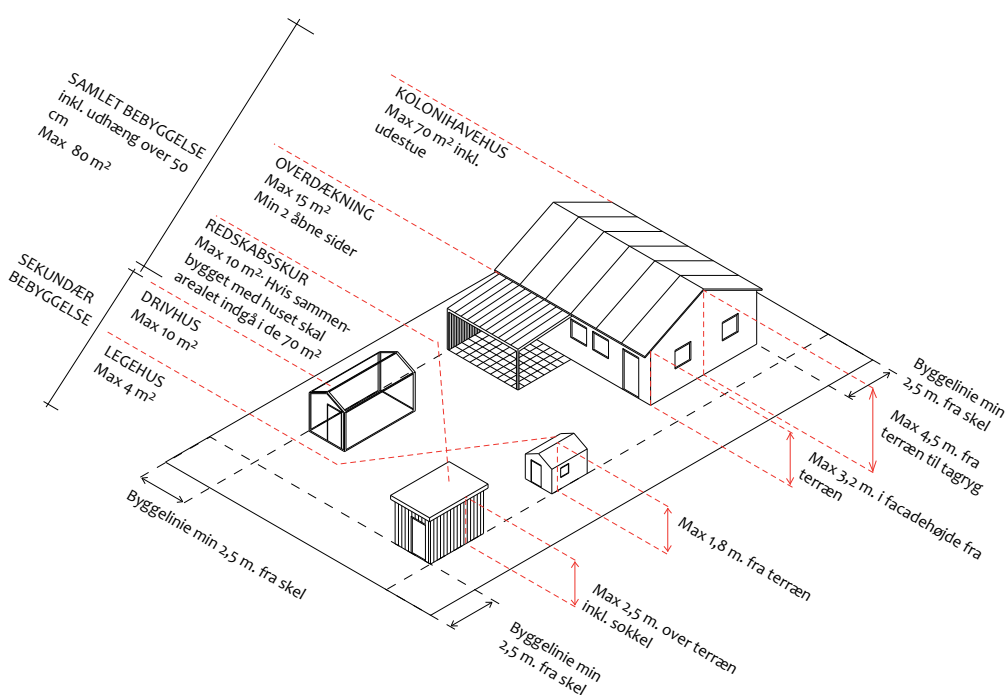 SAMLET BEBYGGELSE
inkl. udhæng over 50
cm
Max 80 m²
SEKUNDÆR
BEBYGGELSE
KOLONIHAVEHUS
Max 70 m² inkl.
udestue
OVERDÆKNING
Max 15 m²
Min 2 åbne sider
REDSKABSSKUR
Max 10 m². Hvis sammen-
bygget med huset skal
arealet indgå i de 70 m²
DRIVHUS
Max 10 m²
LEGEHUS
Max 4 m²
Byggelinie min
2,5 m. fra skel
Max 4,5 m. fra
terræn til tagryg
Max 3,2 m. i facadehøjde fra
terræn
Max 1,8 m. fra terræn
Max 2,5 m. over terræn
inkl. sokkel
Byggelinie min
2,5 m. fra skel
Byggelinie min 2,5 m. fra skel